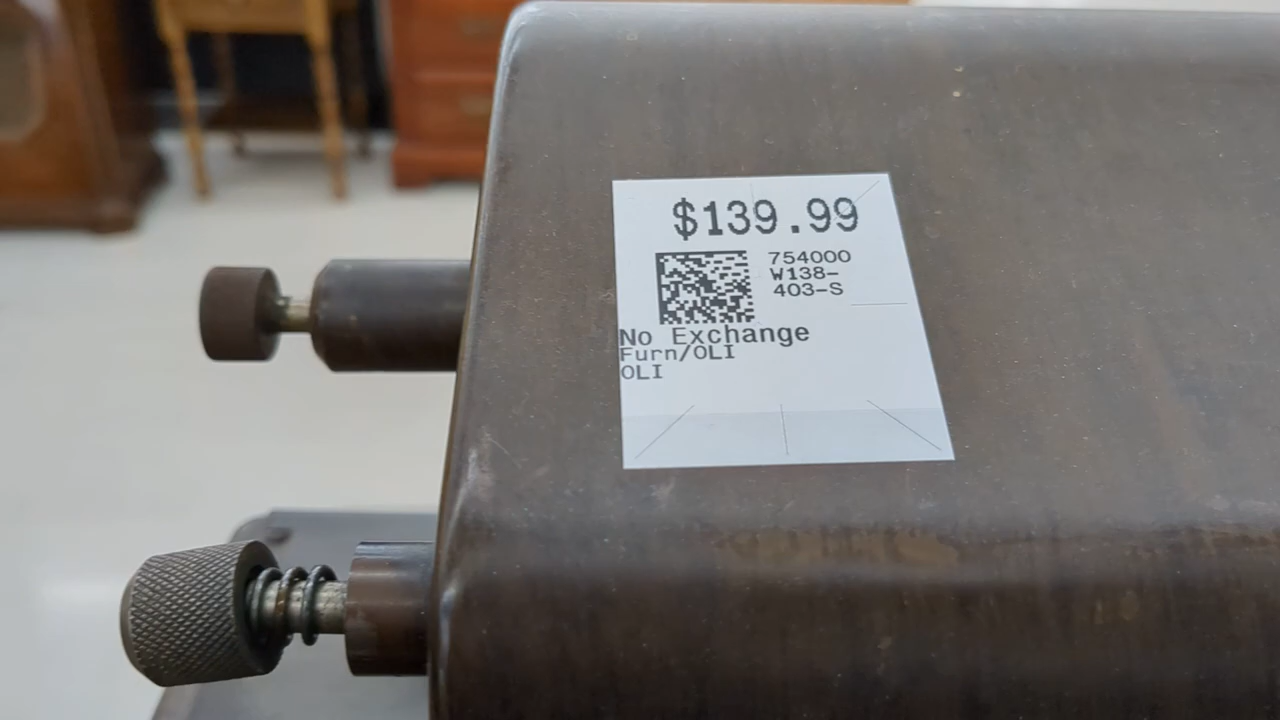 $139.99
754000
W138-
403-S
No Exchange
Furn/OLI
OLI